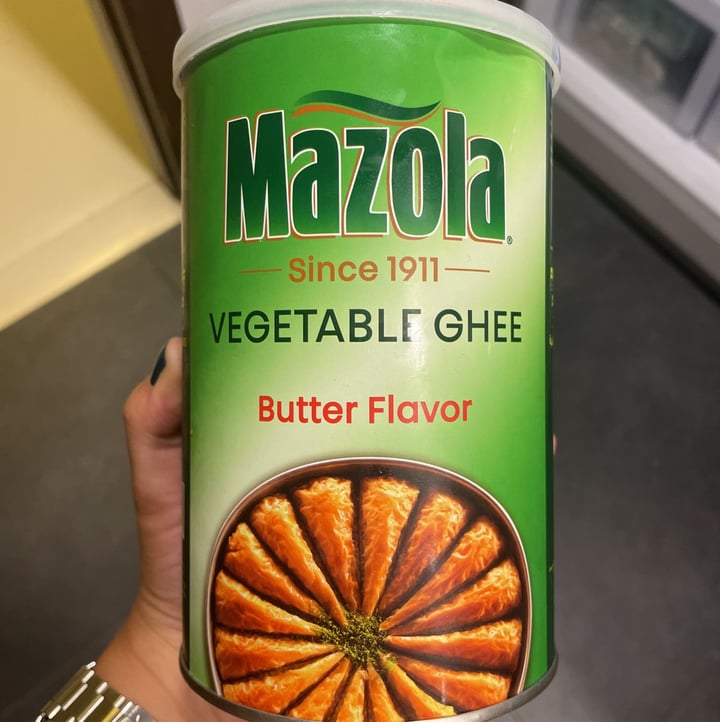 Mazola®
Since 1911
VEGETABLE GHEE
Butter Flavor